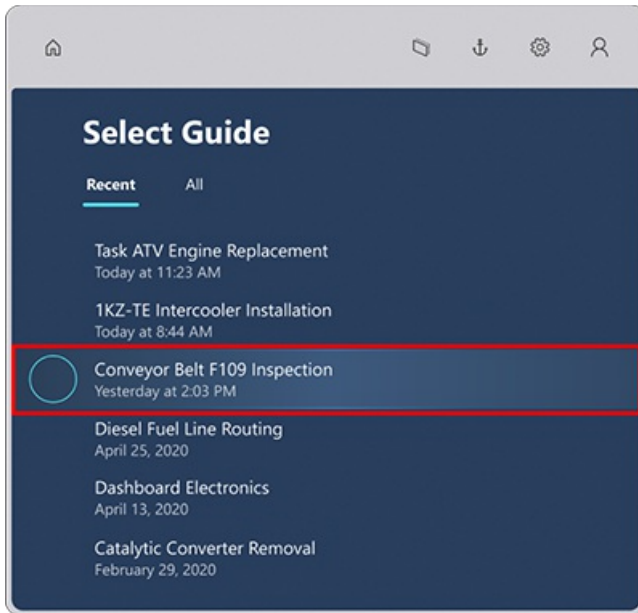 Select Guide
Recent
All
Task ATV Engine Replacement
Today at 11:23 AM
1KZ-TE Intercooler Installation
Today at 8:44 AM
Conveyor Belt F109 Inspection
Yesterday at 2:03 PM
Diesel Fuel Line Routing
April 25, 2020
Dashboard Electronics
April 13, 2020
Catalytic Converter Removal
February 29, 2020